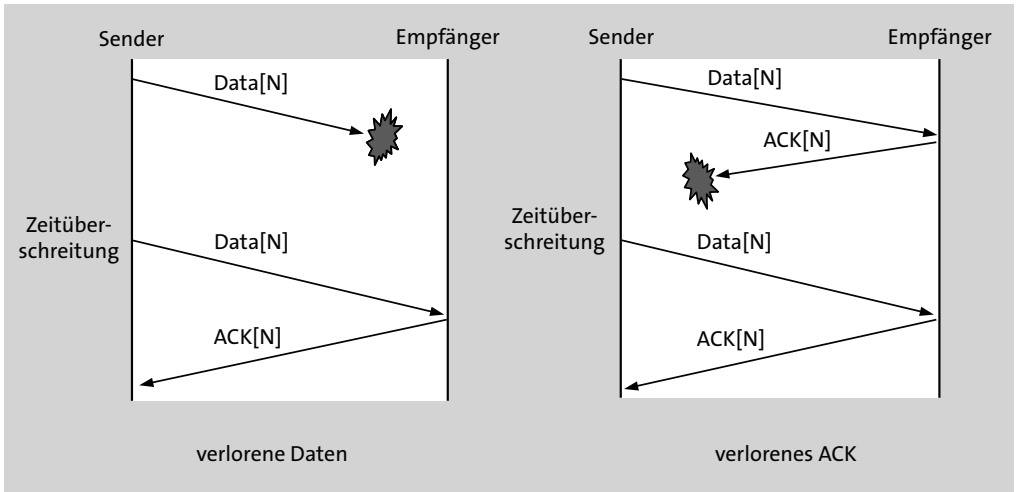 Sender
Empfänger
Data[N]
Zeitüber-
schreitung
Data[N]
ACK[N]
verlorene Daten
Sender
Empfänger
Data[N]
ACK[N]
Zeitüber-
schreitung
Data[N]
ACK[N]
verlorenes ACK